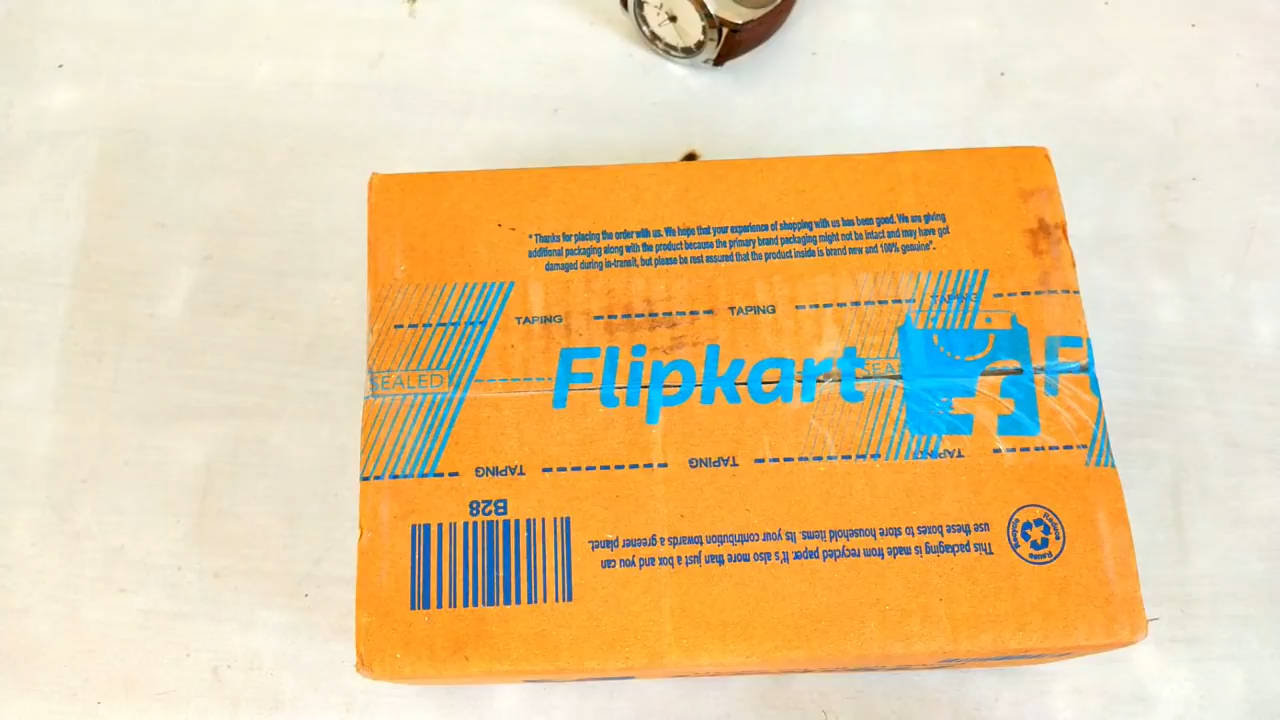 " Thanks for placing the order with us. We hope that your experience of shopping with us has been good. We are giving
additional packaging along with the product because the primary brand packaging might not be intact and may have got
damaged during in-transit, but please be rest assured that the product inside is brand new and 100% genuine".
TAPING TAPING TAPING
SEALED Flipkart SEA F
TAPING TAPING TAPING
B28
This packaging is made from recycled paper. It's also more than just a box and you can
use these boxes to store household items. Its your contribution towards a greener planet.
Reduce
Reuse
Recycle